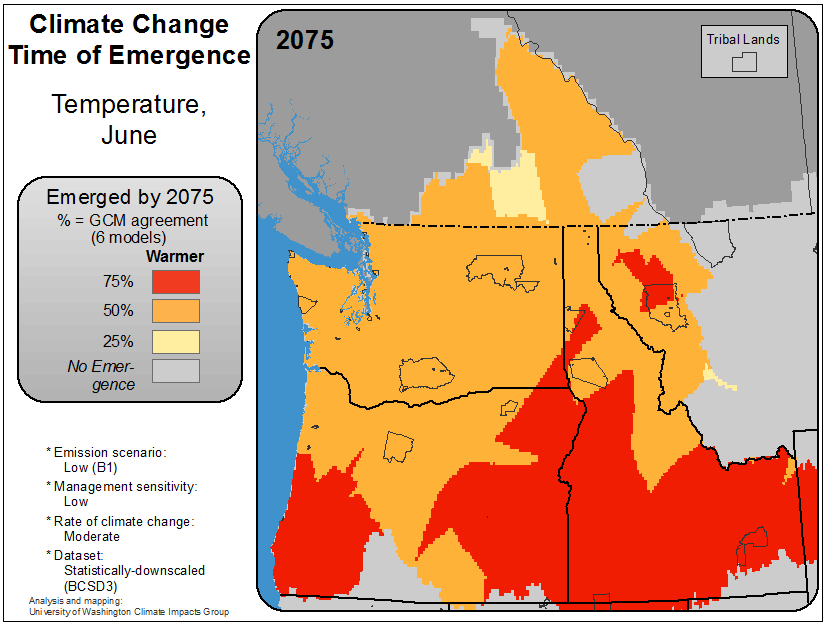 Climate Change
Time of Emergence
Temperature,
June
Emerged by 2075
% = GCM agreement
(6 models)
Warmer
75%
50%
25%
No Emer-
gence
* Emission scenario:
Low (B1)
* Management sensitivity:
Low
* Rate of climate change:
Moderate
* Dataset:
Statistically-downscaled
(BCSD3)
Analysis and mapping:
University of Washington Climate Impacts Group
2075
Tribal Lands